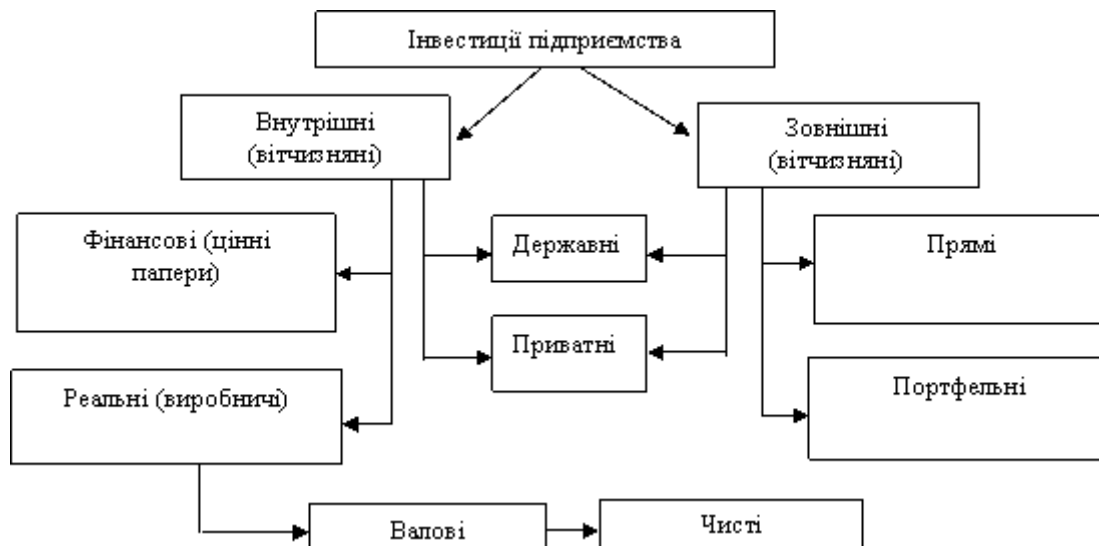 Інвестиції підприємства
Внутрішні
(вітчизняні)
Зовнішні
(вітчизняні)
Фінансові (цінні
папери)
Державні
Прямі
Приватні
Реальні (виробничі)
Портфельні
Валові
Чисті